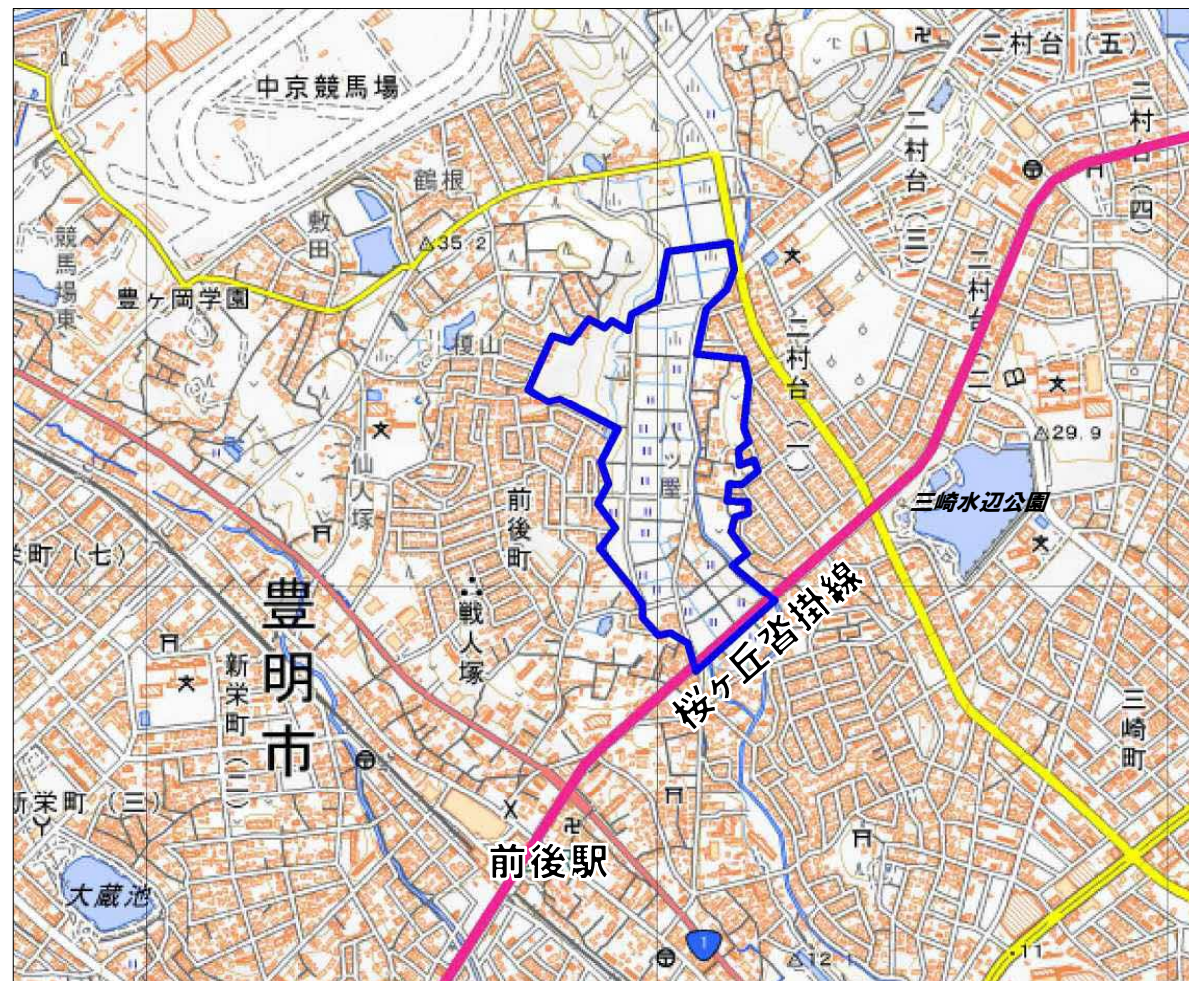 中京競馬場
二村台（五）
二村台（四）
二村台（三）
二村台（二）
二村台（一）
鶴根
敷田
35.2
競馬場東
豊ヶ岡学園
榎山
仙人塚
前後町
八ツ屋
29.9
三崎水辺公園
栄町（七）
豊明市
戦人塚
桜ヶ丘沓掛線
新栄町（二）
三崎町
新栄町（三）
前後駅
大蔵池
1
12.1
11